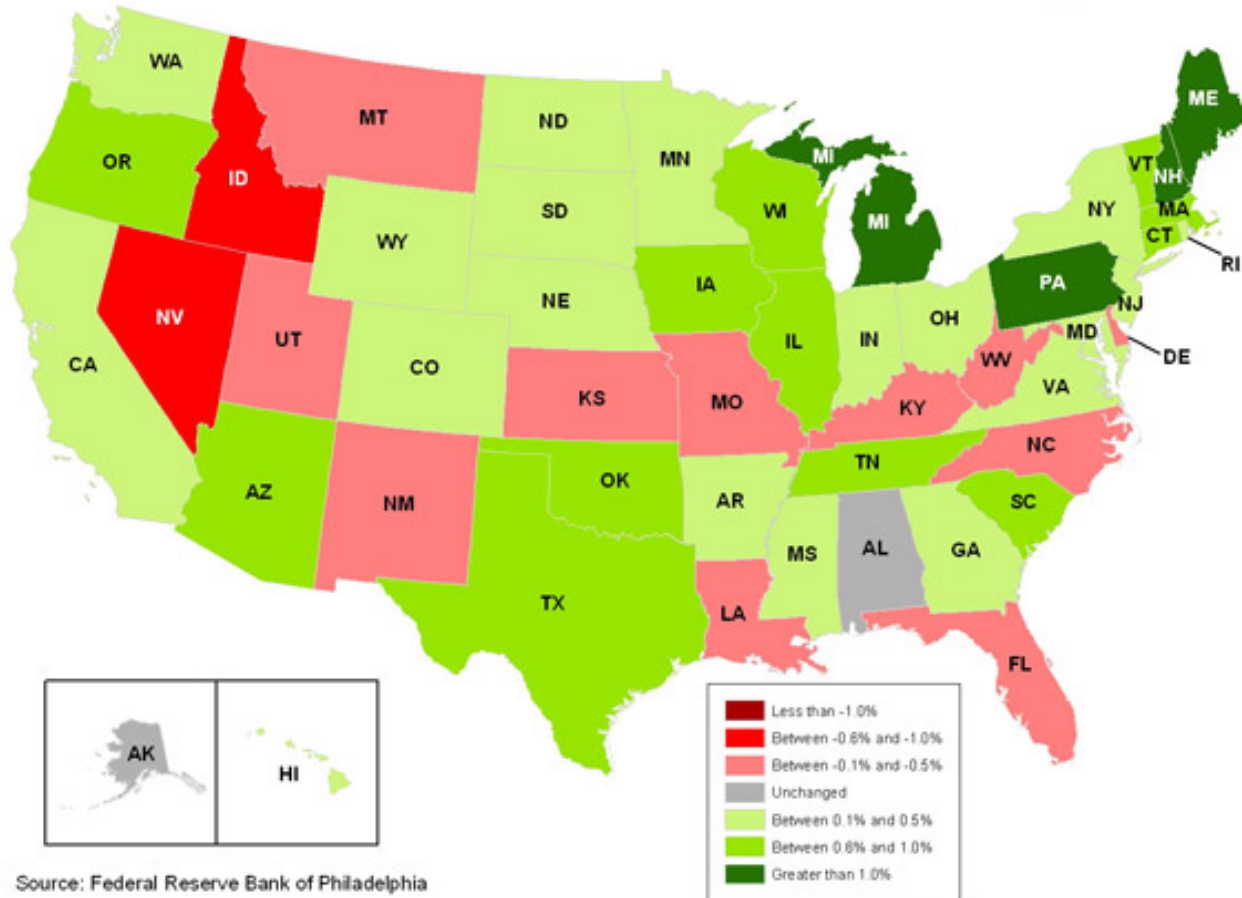 WA
MT
ND
MN
ME
OR
ID
SD
WI
MI
MI
VT
NH
NY
MA
CT
RI
WY
IA
PA
NJ
NV
NE
OH
MD
DE
UT
CO
IL
IN
WV
VA
CA
KS
MO
KY
NC
AZ
NM
OK
TN
AR
SC
MS
AL
GA
TX
LA
FL
AK
HI
Less than -1.0%
Between -0.6% and -1.0%
Between -0.1% and -0.5%
Unchanged
Between 0.1% and 0.5%
Between 0.6% and 1.0%
Greater than 1.0%
Source: Federal Reserve Bank of Philadelphia